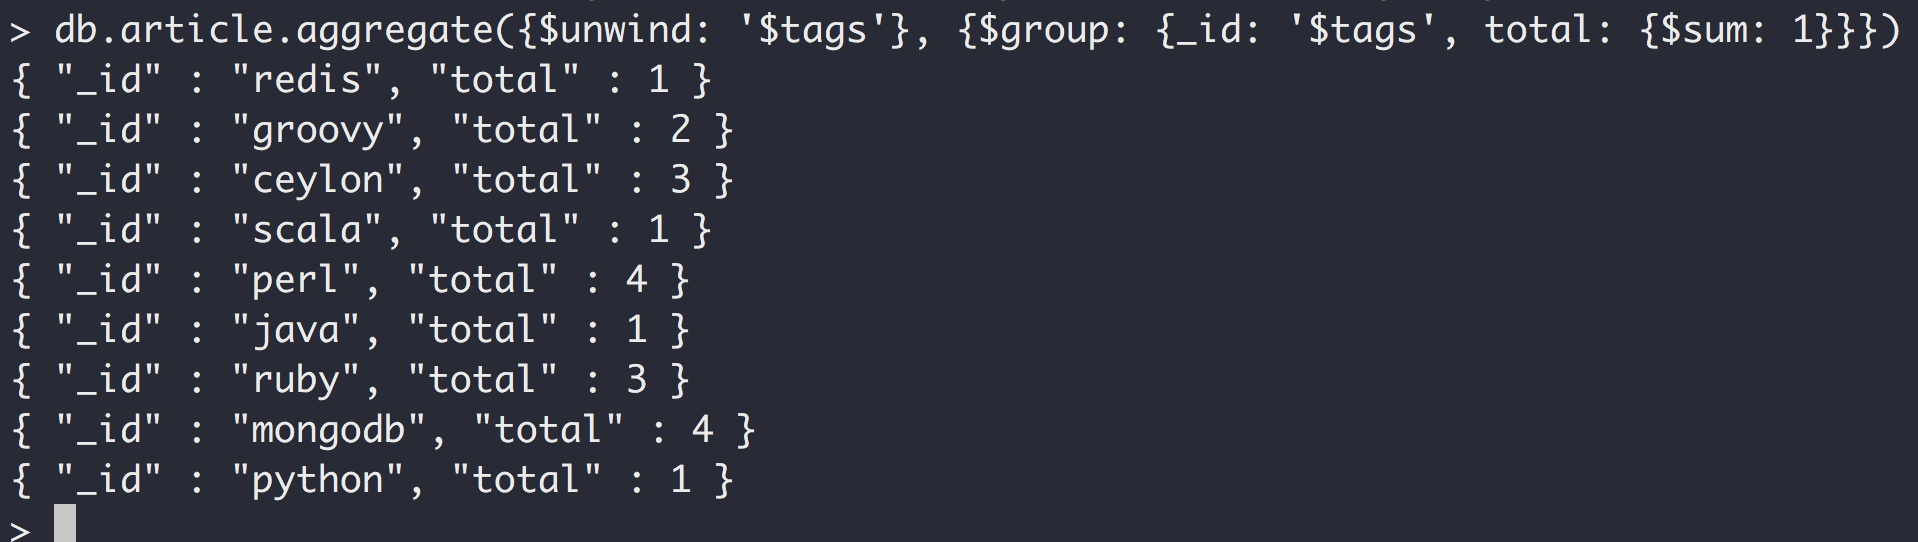 > db.article.aggregate({$unwind: '$tags'}, {$group: {_id: '$tags', total: {$sum: 1}}})
{ "_id" : "redis", "total" : 1 }
{ "_id" : "groovy", "total" : 2 }
{ "_id" : "ceylon", "total" : 3 }
{ "_id" : "scala", "total" : 1 }
{ "_id" : "perl", "total" : 4 }
{ "_id" : "java", "total" : 1 }
{ "_id" : "ruby", "total" : 3 }
{ "_id" : "mongodb", "total" : 4 }
{ "_id" : "python", "total" : 1 }
>